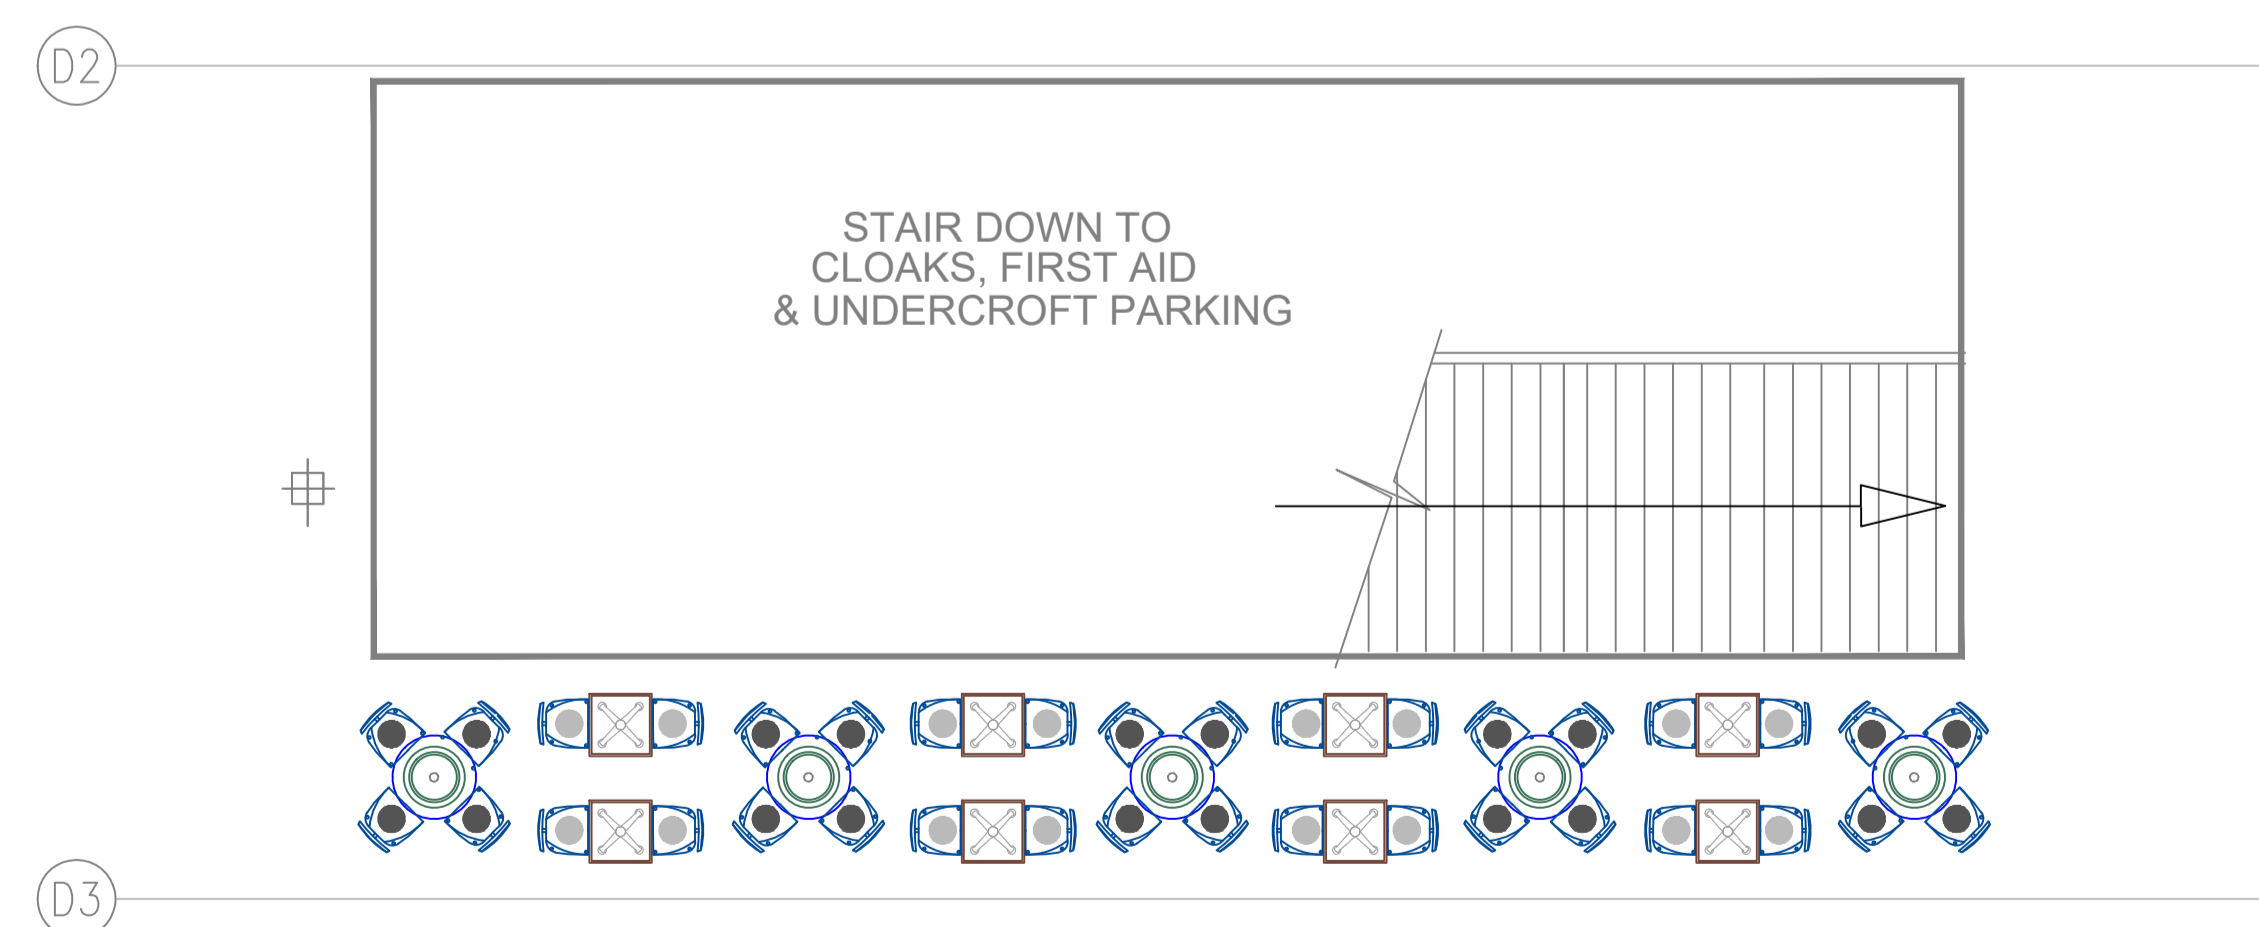 D2
STAIR DOWN TO
CLOAKS, FIRST AID
& UNDERCROFT PARKING
D3